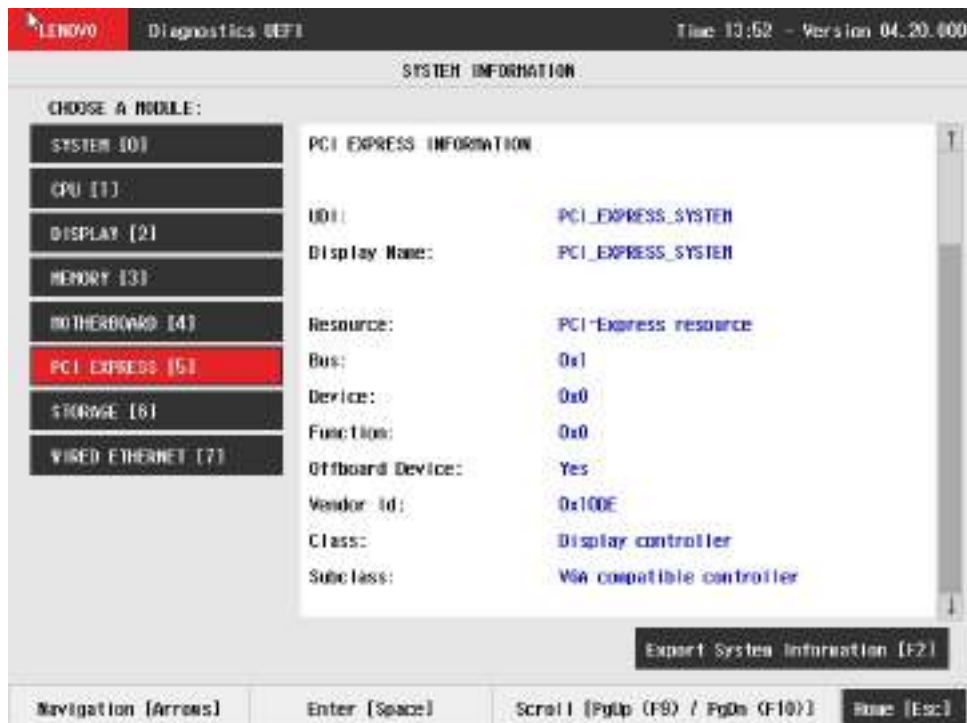 LENOVO Diagnostics UEFI Time 13:52 - Version 04.20.000
SYSTEM INFORMATION
CHOOSE A MODULE:
SYSTEM [0]
CPU [1]
DISPLAY [2]
MEMORY [3]
MOTHERBOARD [4]
PCI EXPRESS [5]
STORAGE [6]
WIRED ETHERNET [7]
PCI EXPRESS INFORMATION
UDI: PCI_EXPRESS_SYSTEM
Display Name: PCI_EXPRESS_SYSTEM
Resource: PCI-Express resource
Bus: 0x1
Device: 0x0
Function: 0x0
Offboard Device: Yes
Vendor Id: 0x10DE
Class: Display controller
Subclass: VGA compatible controller
Export System Information [F2]
Navigation [Arrows] Enter [Space] Scroll [PgUp (F9) / PgDn (F10)] Home [Esc]